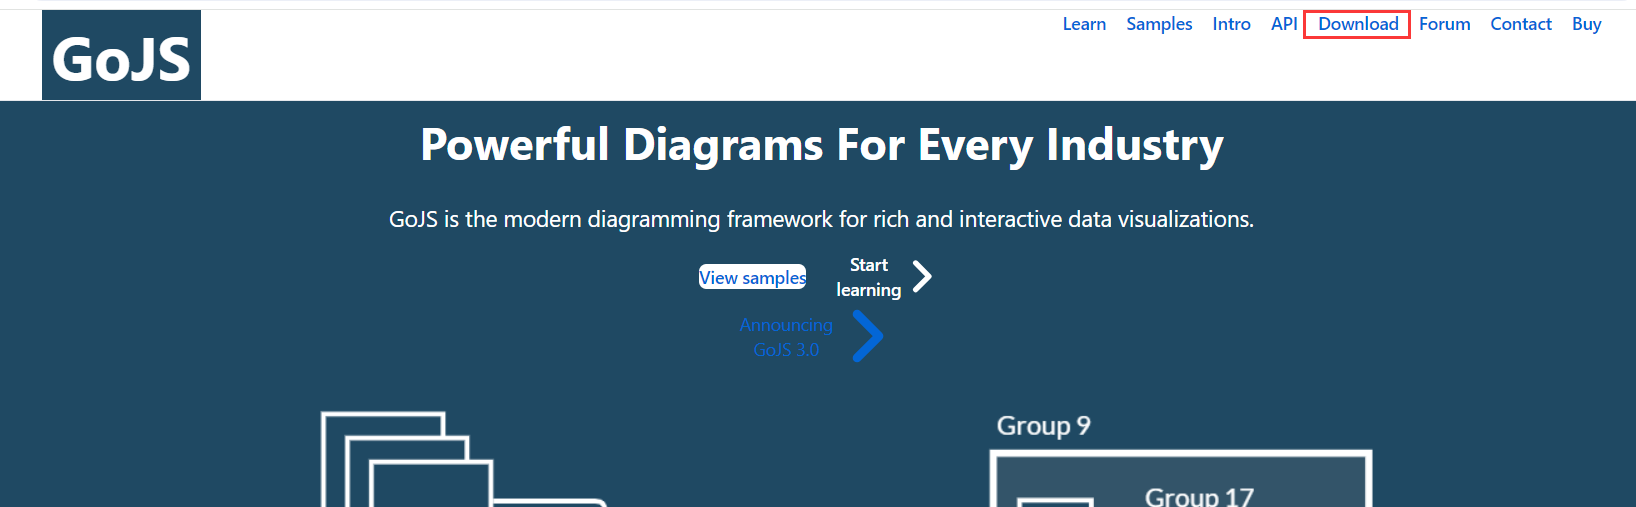 GoJS
Learn Samples Intro API Download Forum Contact Buy
Powerful Diagrams For Every Industry
GoJS is the modern diagramming framework for rich and interactive data visualizations.
View samples
Start
learning
Announcing
GoJS 3.0
Group 9
Group 17